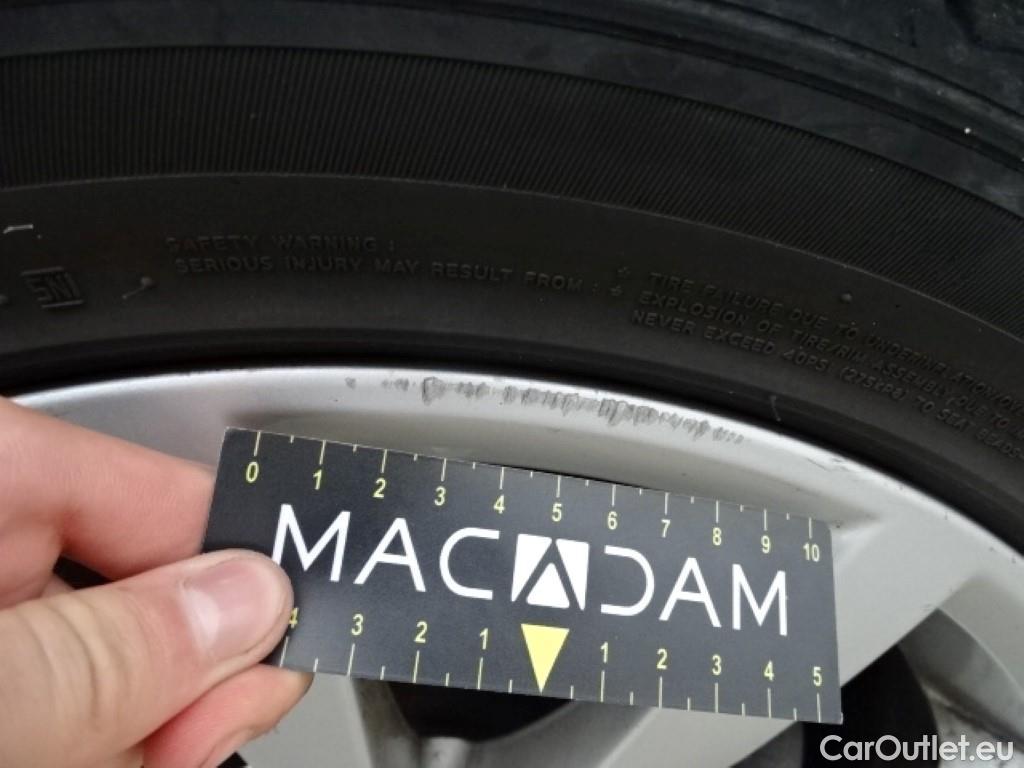 SAFETY WARNING :
SERIOUS INJURY MAY RESULT FROM :
TIRE FAILURE DUE TO
EXPLOSION OF TIRE/RIM ASSEMBLY DUE TO
NEVER EXCEED 40PSI (275kPa) TO SEAT BEADS
SNI
0 1 2 3 4 5 6 7 8 9 10
MACADAM
4 3 2 1 1 2 3 4 5
CarOutlet.eu